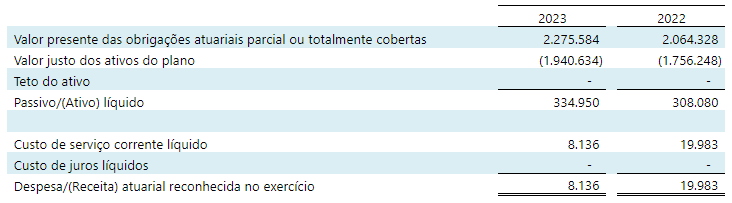 2023 2022
Valor presente das obrigações atuariais parcial ou totalmente cobertas 2.275.584 2.064.328
Valor justo dos ativos do plano (1.940.634) (1.756.248)
Teto do ativo - -
Passivo/(Ativo) líquido 334.950 308.080
Custo de serviço corrente líquido 8.136 19.983
Custo de juros líquidos - -
Despesa/(Receita) atuarial reconhecida no exercício 8.136 19.983